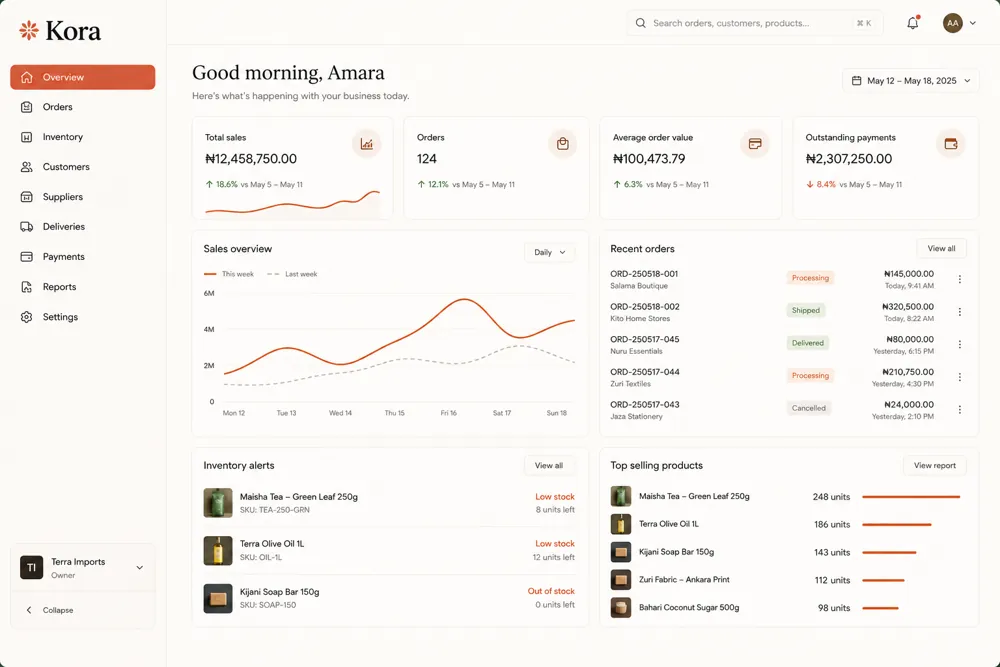 Kora
Search orders, customers, products...
⌘ K
AA
Overview
Orders
Inventory
Customers
Suppliers
Deliveries
Payments
Reports
Settings
TI
Terra Imports
Owner
Collapse
Good morning, Amara
Here's what's happening with your business today.
May 12 – May 18, 2025
Total sales
₦12,458,750.00
18.6% vs May 5 – May 11
Orders
124
12.1% vs May 5 – May 11
Average order value
₦100,473.79
6.3% vs May 5 – May 11
Outstanding payments
₦2,307,250.00
8.4% vs May 5 – May 11
Sales overview
Daily
This week
Last week
6M
4M
2M
0
Mon 12
Tue 13
Wed 14
Thu 15
Fri 16
Sat 17
Sun 18
Recent orders
View all
ORD-250518-001
Salama Boutique
Processing
₦145,000.00
Today, 9:41 AM
ORD-250518-002
Kito Home Stores
Shipped
₦320,500.00
Today, 8:22 AM
ORD-250517-045
Nuru Essentials
Delivered
₦80,000.00
Yesterday, 6:15 PM
ORD-250517-044
Zuri Textiles
Processing
₦210,750.00
Yesterday, 4:30 PM
ORD-250517-043
Jaza Stationery
Cancelled
₦24,000.00
Yesterday, 2:10 PM
Inventory alerts
View all
Maisha Tea – Green Leaf 250g
SKU: TEA-250-GRN
Low stock
8 units left
Terra Olive Oil 1L
SKU: OIL-1L
Low stock
12 units left
Kijani Soap Bar 150g
SKU: SOAP-150
Out of stock
0 units left
Top selling products
View report
Maisha Tea – Green Leaf 250g
248 units
Terra Olive Oil 1L
186 units
Kijani Soap Bar 150g
143 units
Zuri Fabric – Ankara Print
112 units
Bahari Coconut Sugar 500g
98 units